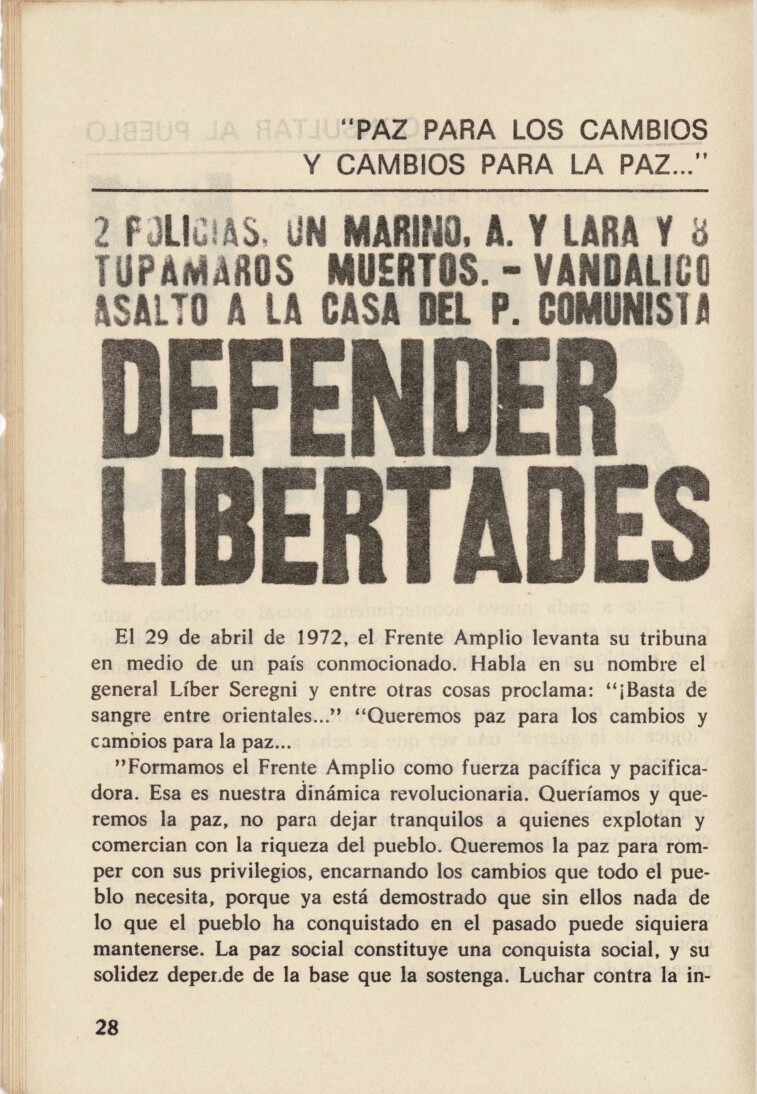 "PAZ PARA LOS CAMBIOS
Y CAMBIOS PARA LA PAZ..."
2 POLICIAS, UN MARINO, A. Y LARA Y 8
TUPAMAROS MUERTOS. - VANDALICO
ASALTO A LA CASA DEL P. COMUNISTA
DEFENDER
LIBERTADES
El 29 de abril de 1972, el Frente Amplio levanta su tribuna
en medio de un país conmocionado. Habla en su nombre el
general Líber Seregni y entre otras cosas proclama: "¡Basta de
sangre entre orientales..." "Queremos paz para los cambios y
cambios para la paz...
"Formamos el Frente Amplio como fuerza pacífica y pacifica-
dora. Esa es nuestra dinámica revolucionaria. Queríamos y que-
remos la paz, no para dejar tranquilos a quienes explotan y
comercian con la riqueza del pueblo. Queremos la paz para rom-
per con sus privilegios, encarnando los cambios que todo el pue-
blo necesita, porque ya está demostrado que sin ellos nada de
lo que el pueblo ha conquistado en el pasado puede siquiera
mantenerse. La paz social constituye una conquista social, y su
solidez depende de la base que la sostenga. Luchar contra la in-
28